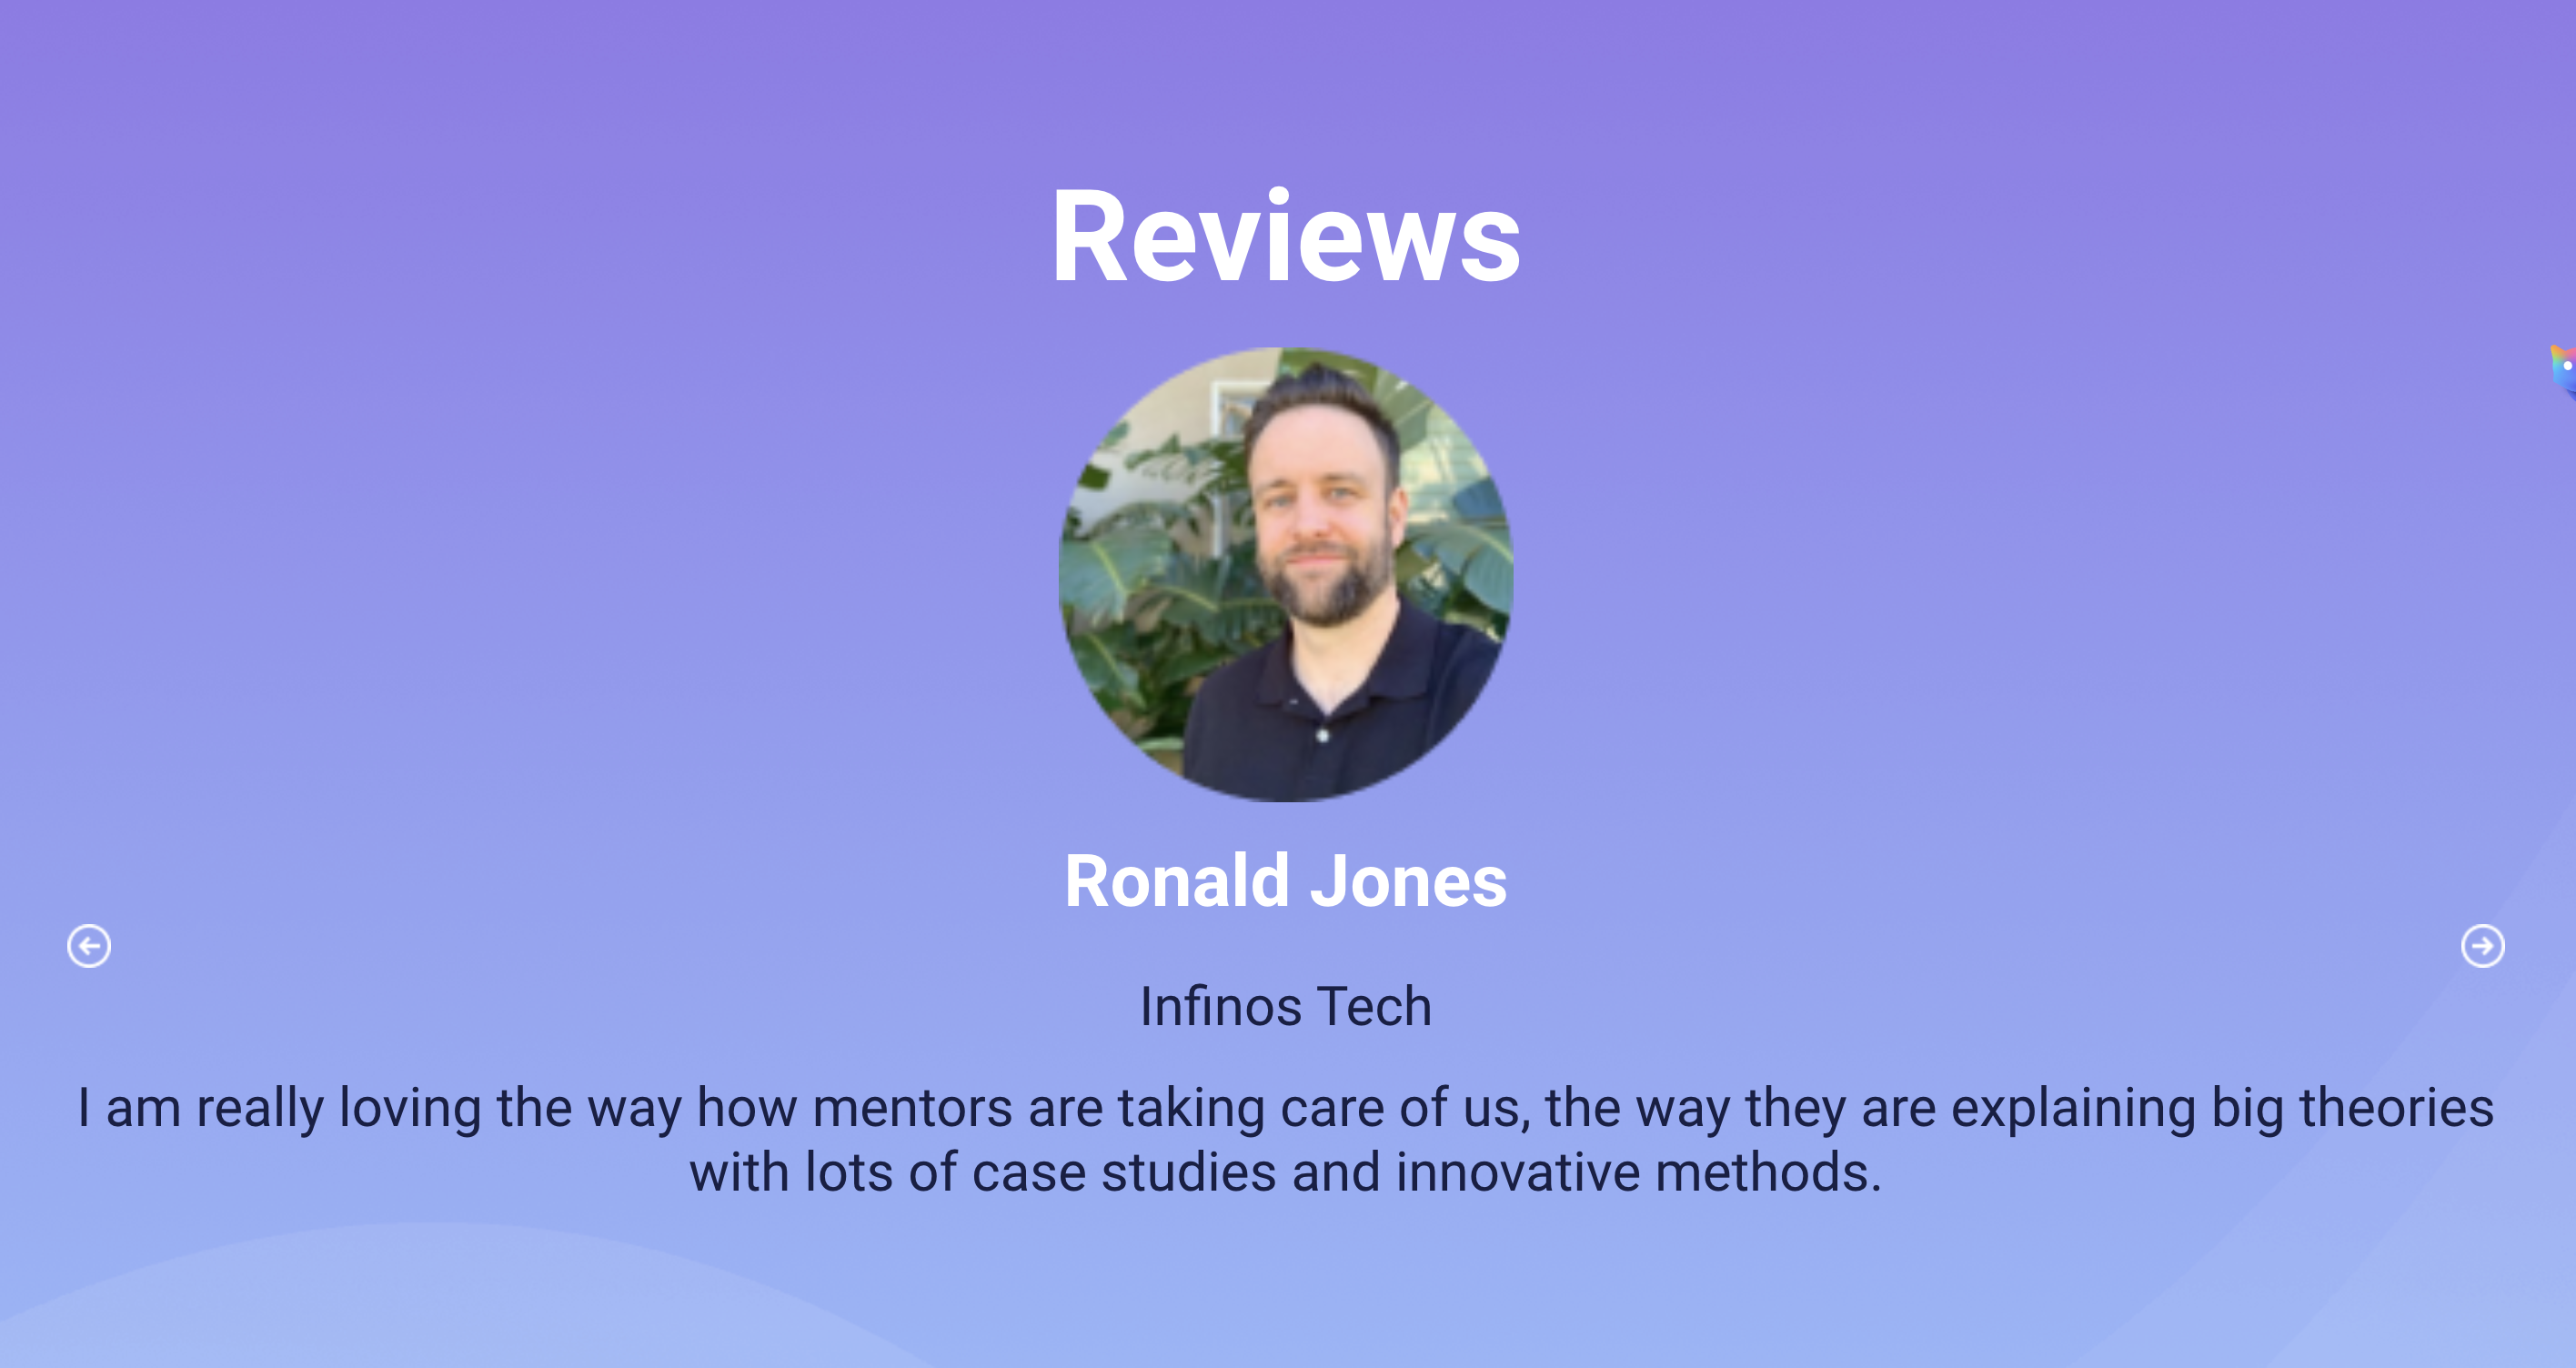 Reviews
Ronald Jones
Infinos Tech
I am really loving the way how mentors are taking care of us, the way they are explaining big theories
with lots of case studies and innovative methods.